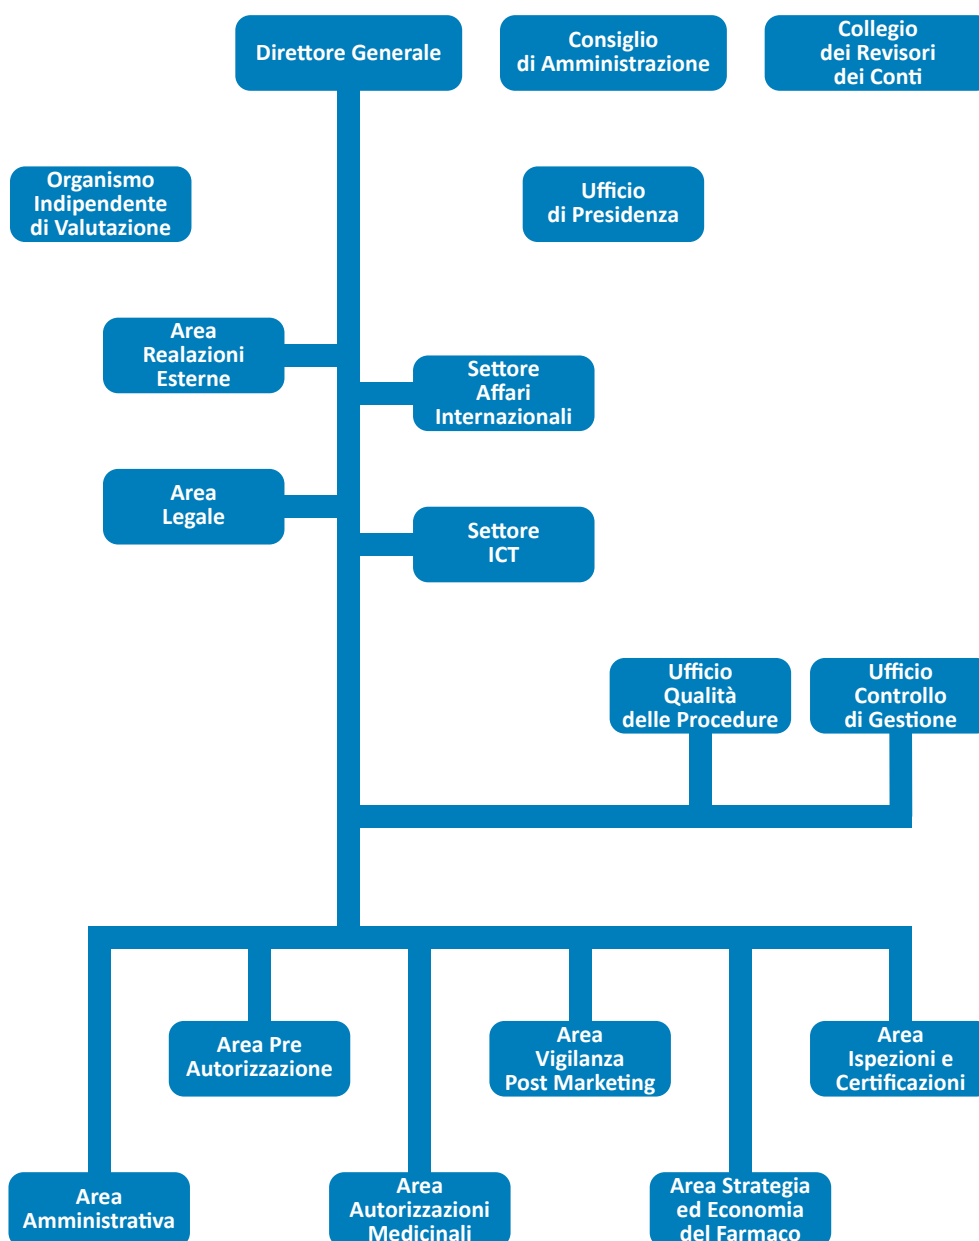 Direttore Generale
Consiglio
di Amministrazione
Collegio
dei Revisori
dei Conti
Organismo
Indipendente
di Valutazione
Ufficio
di Presidenza
Area
Realazioni
Esterne
Settore
Affari
Internazionali
Area
Legale
Settore
ICT
Ufficio
Qualità
delle Procedure
Ufficio
Controllo
di Gestione
Area Pre
Autorizzazione
Area
Vigilanza
Post Marketing
Area
Ispezioni e
Certificazioni
Area
Amministrativa
Area
Autorizzazioni
Medicinali
Area Strategia
ed Economia
del Farmaco